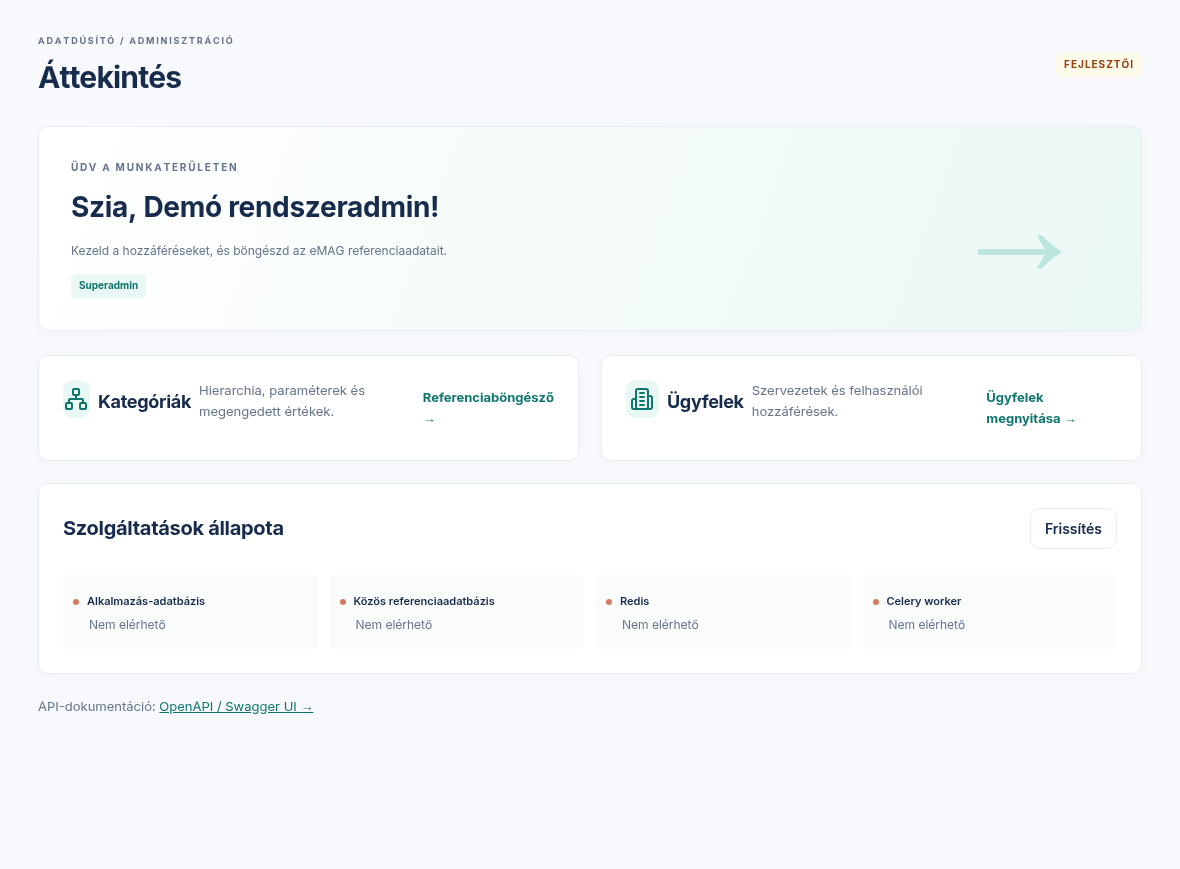 ADATDÚSÍTÓ / ADMINISZTRÁCIÓ
Áttekintés
FEJLESZTŐI
ÜDV A MUNKATERÜLETEN
Szia, Demó rendszeradmin!
Kezeld a hozzáféréseket, és böngészd az eMAG referenciaadatait.
Superadmin
→
Kategóriák
Hierarchia, paraméterek és
megengedett értékek.
Referenciaböngésző
→
Ügyfelek
Szervezetek és felhasználói
hozzáférések.
Ügyfelek
megnyitása →
Szolgáltatások állapota
Frissítés
Alkalmazás-adatbázis
Nem elérhető
Közös referenciaadatbázis
Nem elérhető
Redis
Nem elérhető
Celery worker
Nem elérhető
API-dokumentáció: OpenAPI / Swagger UI →